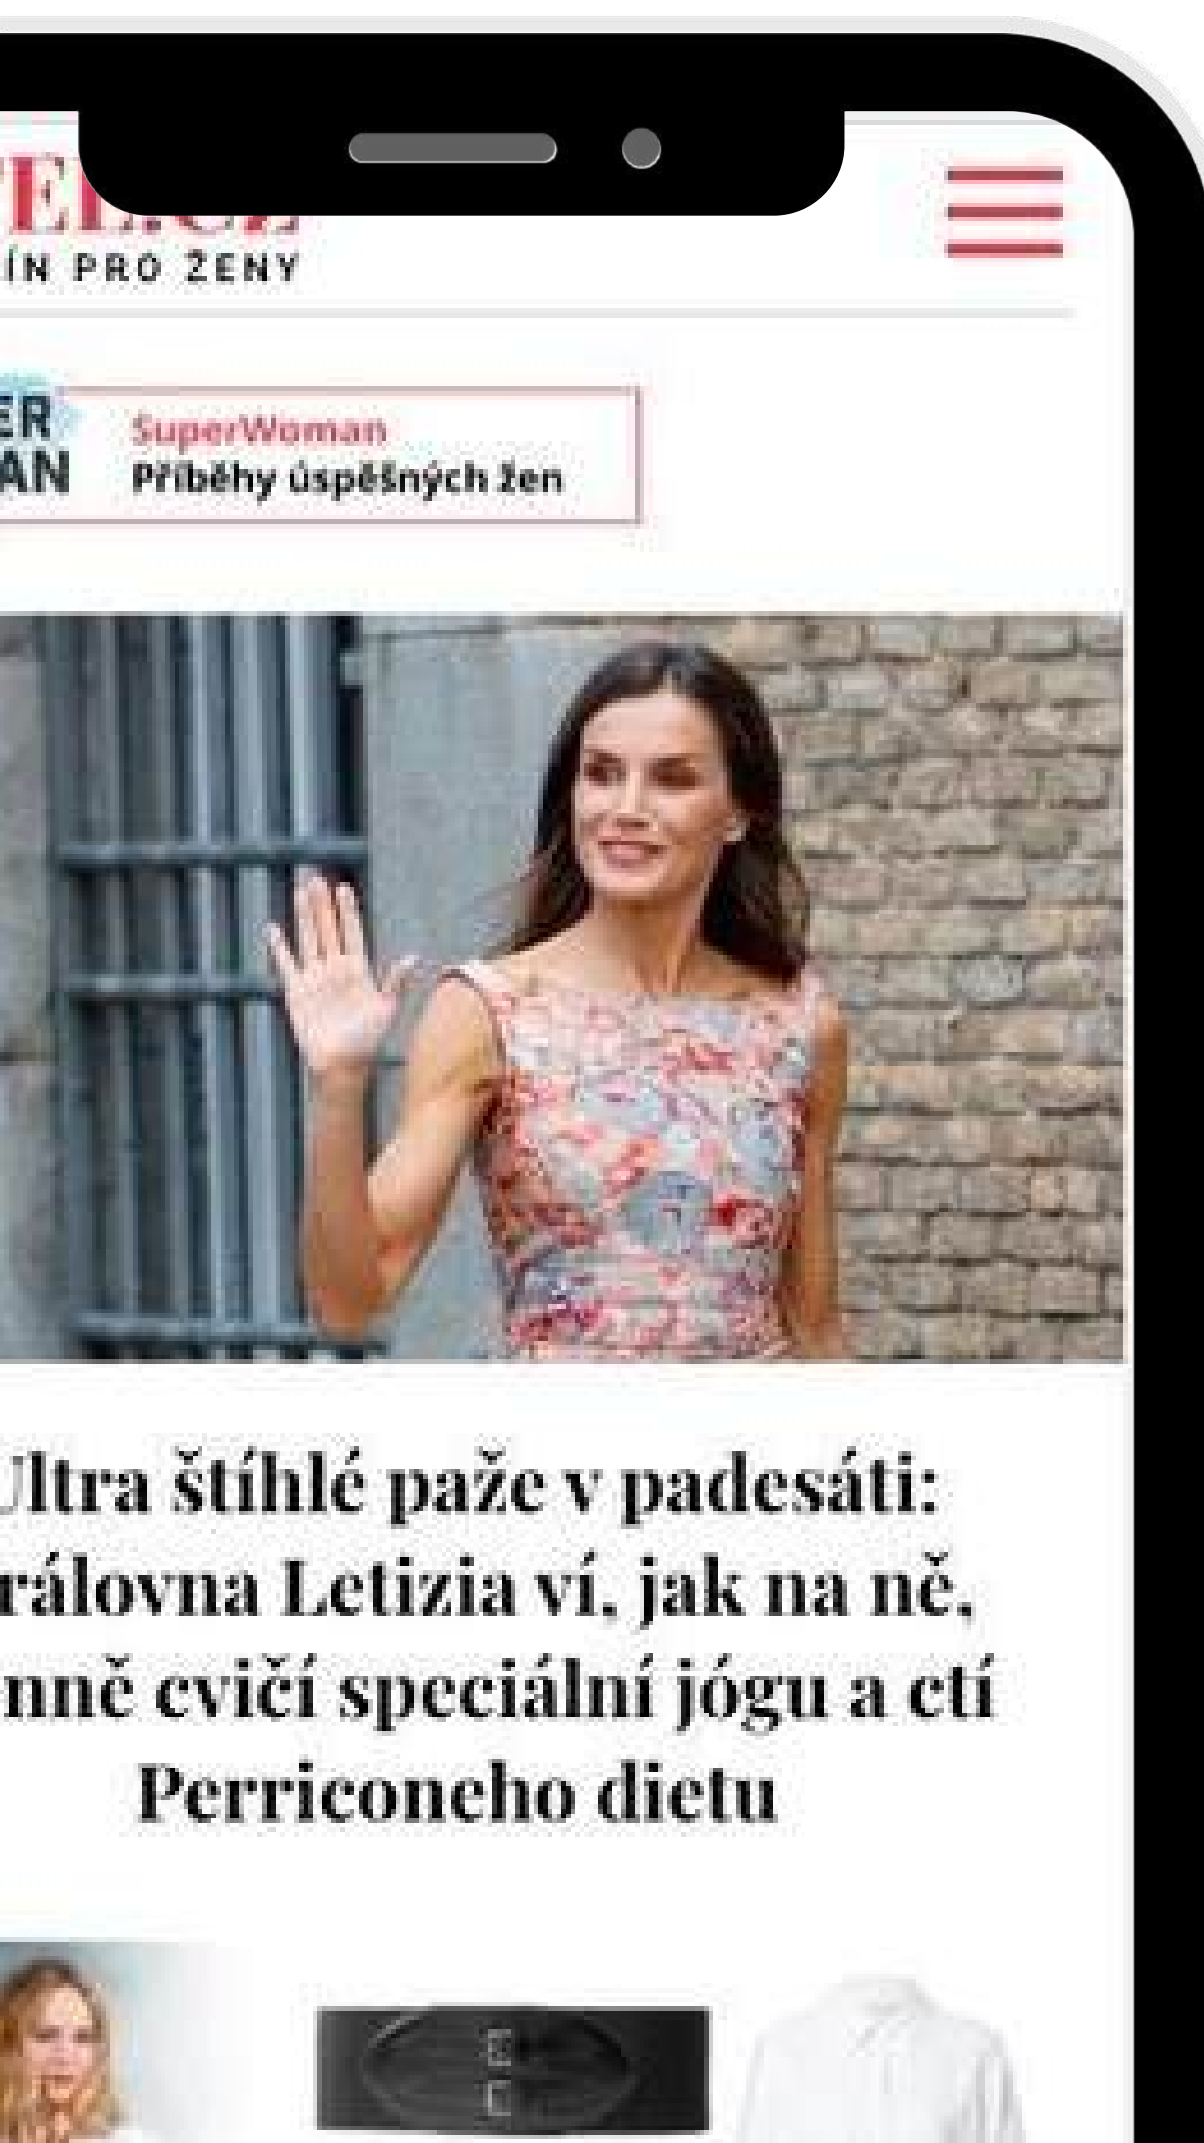 ÍN PRO ŽENY
ER
AN
SuperWoman
Příběhy úspěšných žen
Ultra štíhlé paže v padesáti:
rálovna Letizia ví, jak na ně,
nně cvičí speciální jógu a ctí
Perriconeho dietu